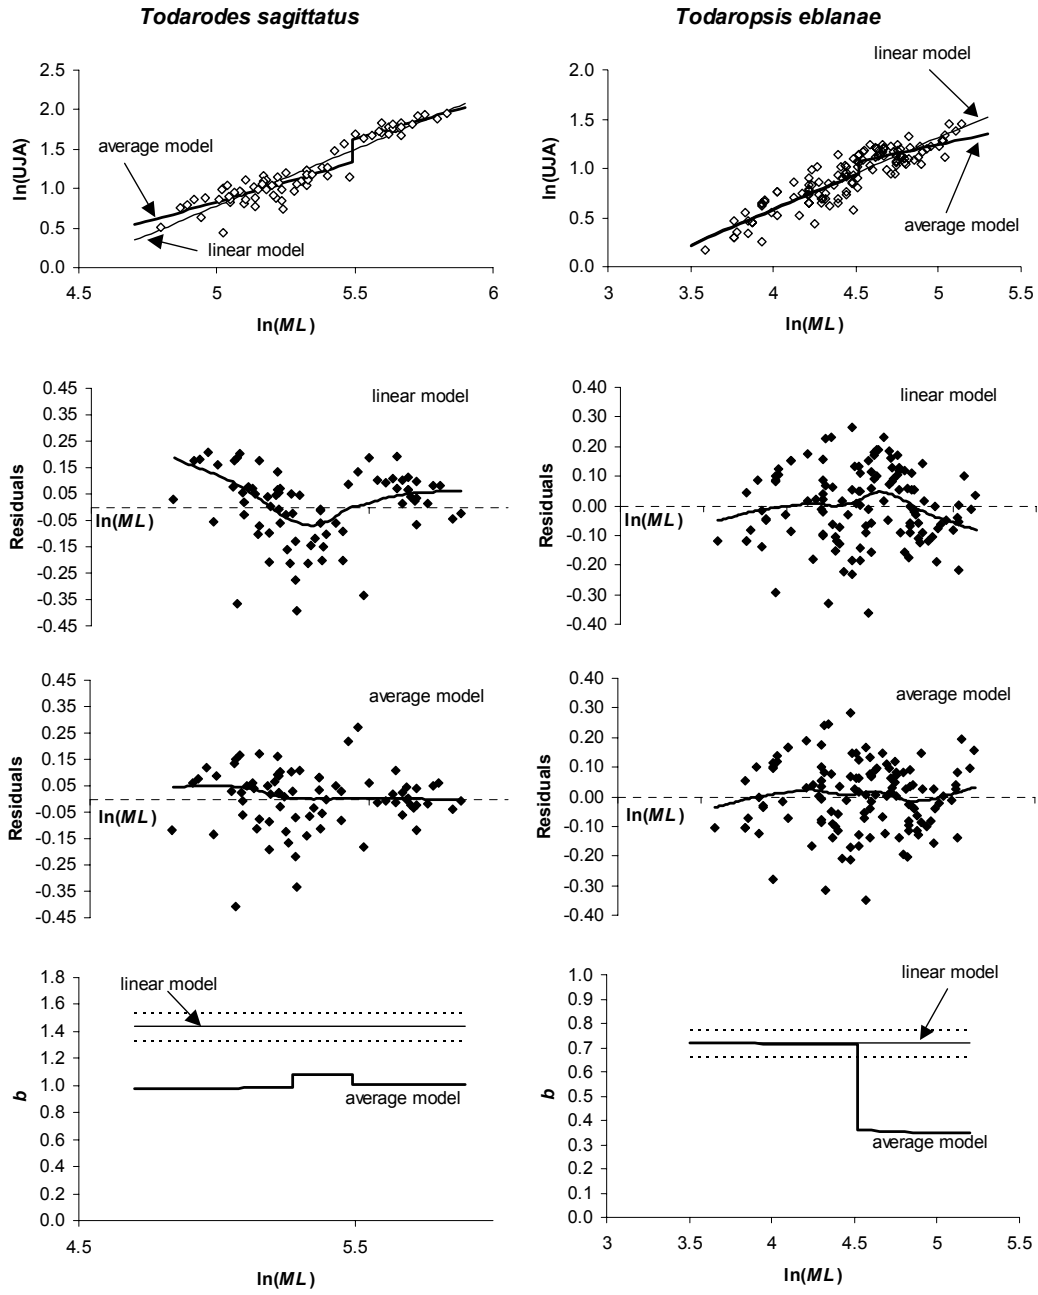 Todarodes sagittatus
Todaropsis eblanae
ln(UJA)
2.5
2.0
1.5
1.0
0.5
0.0
average model
linear model
4.5
5
5.5
6
ln(ML)
ln(UJA)
2.0
1.5
1.0
0.5
0.0
linear model
average model
3
3.5
4
4.5
5
5.5
ln(ML)
Residuals
0.45
0.35
0.25
0.15
0.05
-0.05
-0.15
-0.25
-0.35
-0.45
linear model
ln(ML)
Residuals
0.40
0.30
0.20
0.10
0.00
-0.10
-0.20
-0.30
-0.40
linear model
ln(ML)
Residuals
0.45
0.35
0.25
0.15
0.05
-0.05
-0.15
-0.25
-0.35
-0.45
average model
ln(ML)
Residuals
0.40
0.30
0.20
0.10
0.00
-0.10
-0.20
-0.30
-0.40
average model
ln(ML)
b
1.8
1.6
1.4
1.2
1.0
0.8
0.6
0.4
0.2
0.0
linear model
average model
4.5
5
5.5
ln(ML)
b
1.0
0.9
0.8
0.7
0.6
0.5
0.4
0.3
0.2
0.1
0.0
linear model
average model
3
3.5
4
4.5
5
5.5
ln(ML)